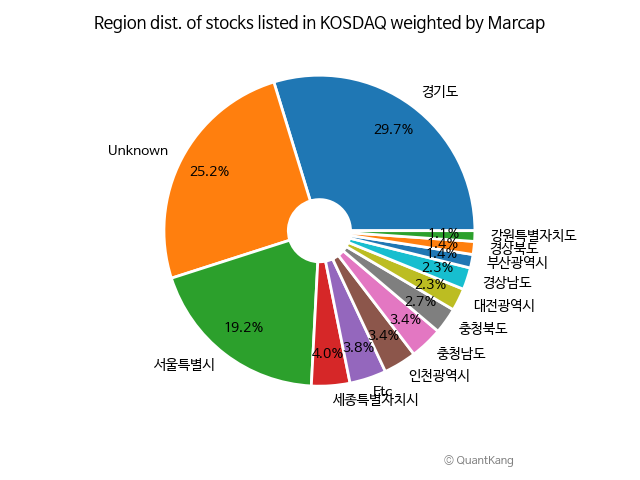 Region dist. of stocks listed in KOSDAQ weighted by Marcap
경기도
29.7%
Unknown
25.2%
서울특별시
19.2%
세종특별자치시
4.0%
Etc
3.8%
인천광역시
3.4%
충청남도
3.4%
충청북도
2.7%
대전광역시
2.3%
경상남도
2.3%
부산광역시
1.4%
경상북도
1.4%
강원특별자치도
1.1%
© QuantKang